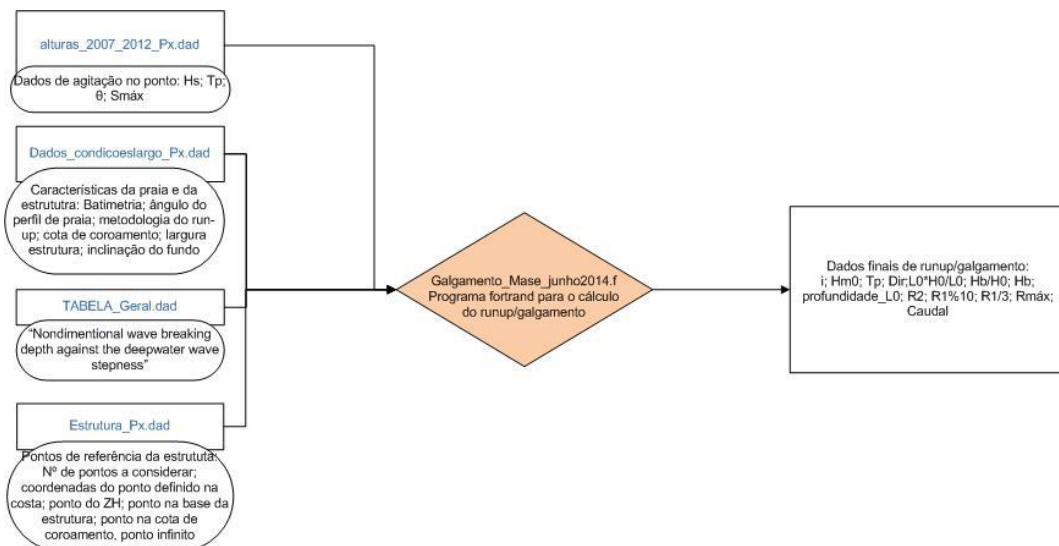 alturas_2007_2012_Px.dad
Dados de agitação no ponto: Hs; Tp;
θ; Smáx
Dados_condicoeslargo_Px.dad
Características da praia e da
estrututra: Batimetria; ângulo do
perfil de praia; metodologia do run-
up; cota de coroamento; largura
estrutura; inclinação do fundo
TABELA_Geral.dad
“Nondimentional wave breaking
depth against the deepwater wave
stepness”
Estrutura_Px.dad
Pontos de referência da estrututa:
Nº de pontos a considerar;
coordenadas do ponto definido na
costa; ponto do ZH; ponto na base da
estrutura; ponto na cota de
coroamento, ponto infinito
Galgamento_Mase_junho2014.f
Programa fortrand para o cálculo
do runup/galgamento
Dados finais de runup/galgamento:
i; Hm0; Tp; Dir;L0*H0/L0; Hb/H0; Hb;
profundidade_L0; R2; R1%10; R1/3; Rmáx;
Caudal